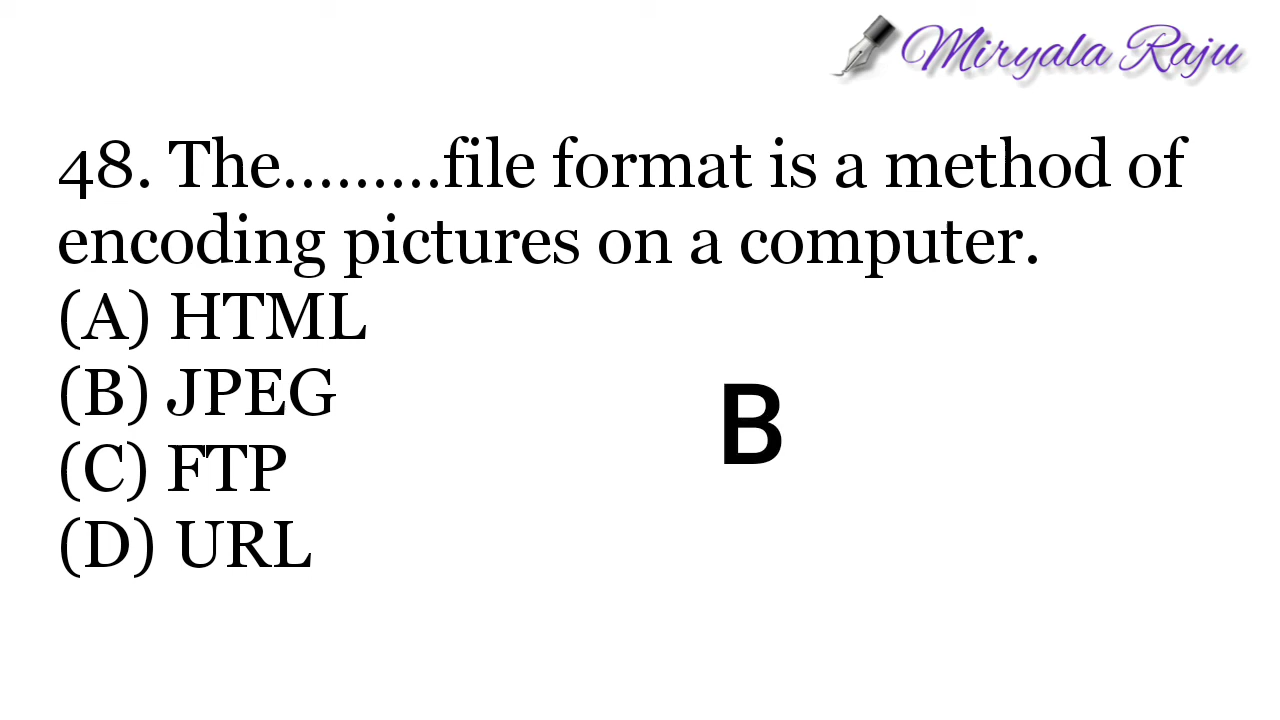 Miryala Raju
48. The.........file format is a method of
encoding pictures on a computer.
(A) HTML
(B) JPEG
B
(C) FTP
(D) URL